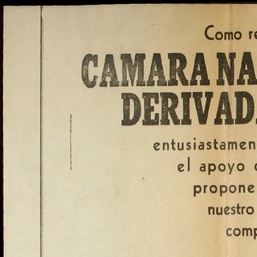 Como re
CAMARA NA
DERIVAD
entusiastamen
el apoyo
propone
nuestro
comp